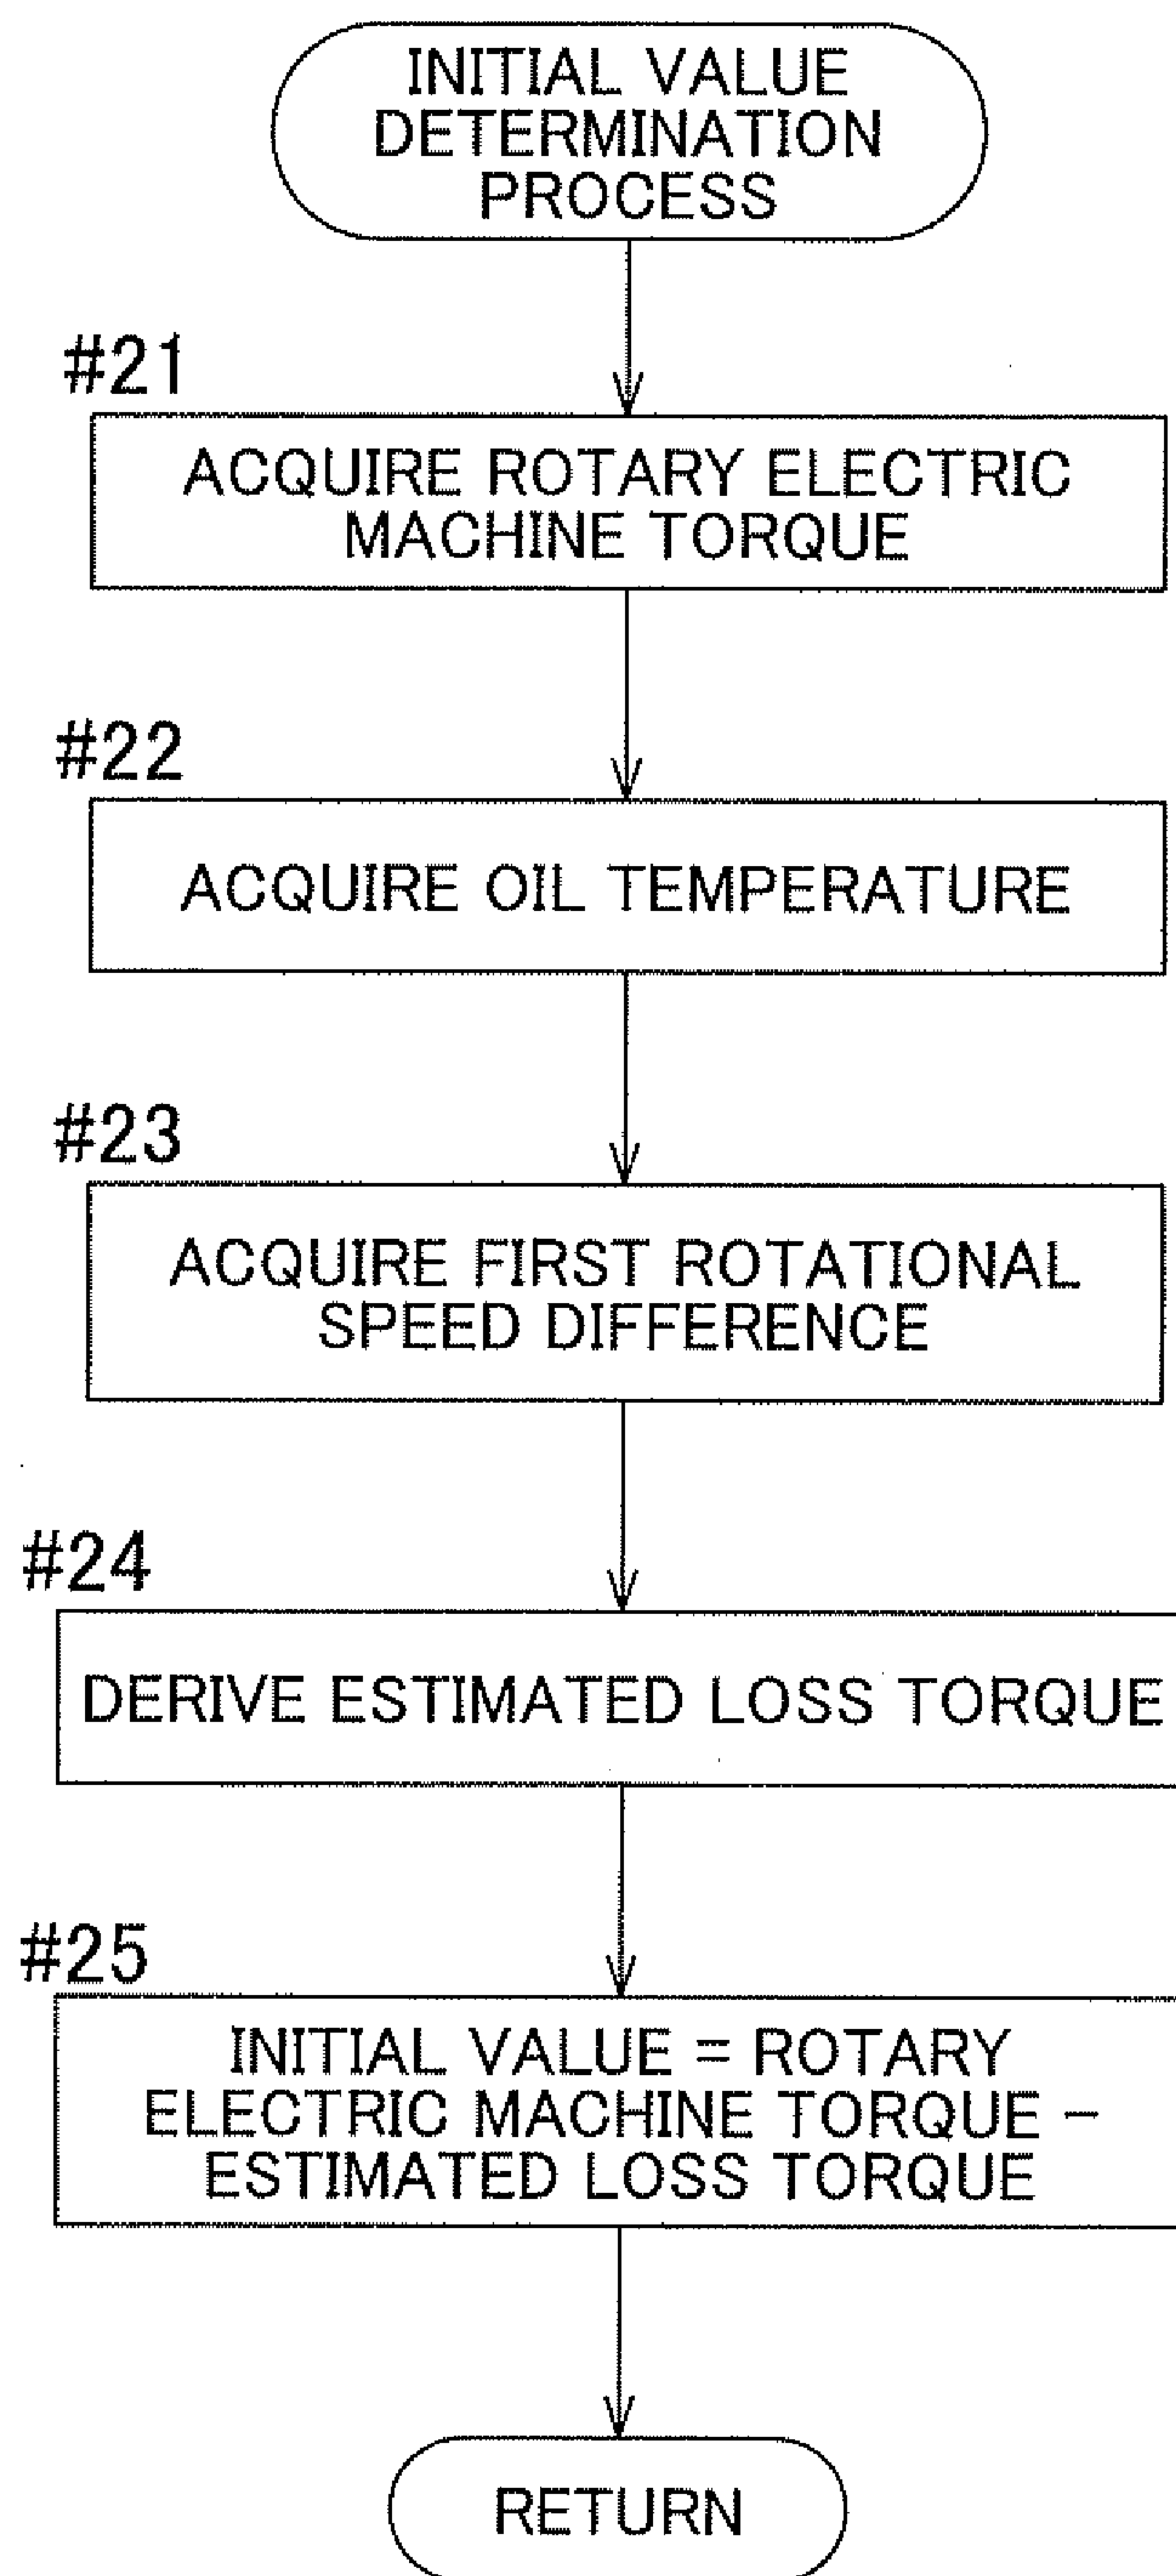 INITIAL VALUE
DETERMINATION
PROCESS
#21
ACQUIRE ROTARY ELECTRIC
MACHINE TORQUE
#22
ACQUIRE OIL TEMPERATURE
#23
ACQUIRE FIRST ROTATIONAL
SPEED DIFFERENCE
#24
DERIVE ESTIMATED LOSS TORQUE
#25
INITIAL VALUE = ROTARY
ELECTRIC MACHINE TORQUE −
ESTIMATED LOSS TORQUE
RETURN